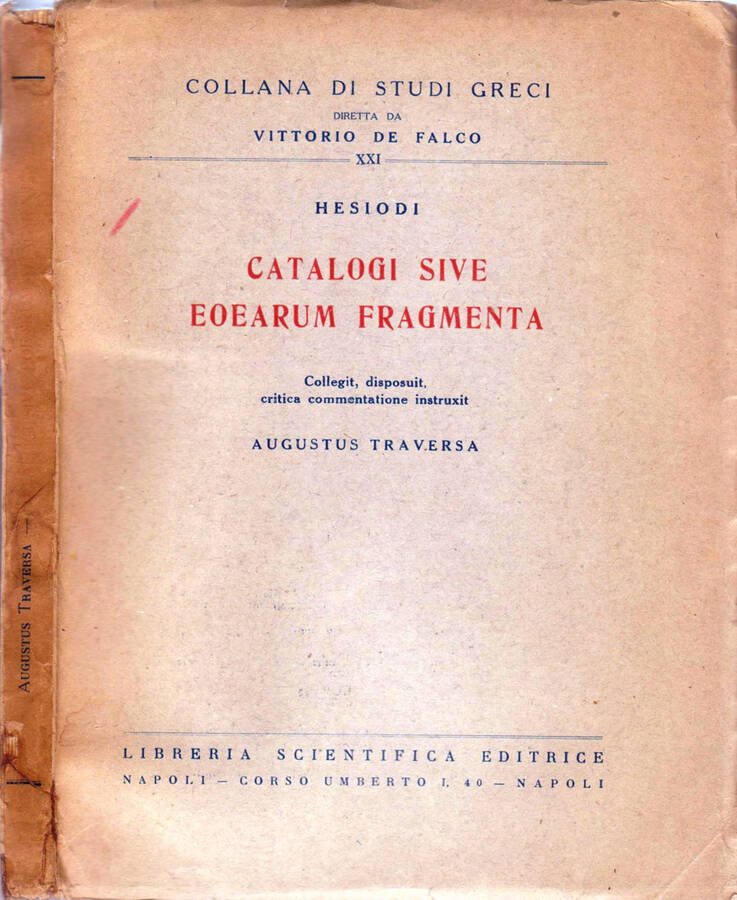 COLLANA DI STUDI GRECI
DIRETTA DA
VITTORIO DE FALCO
XXI
HESIODI
CATALOGI SIVE
EOEARUM FRAGMENTA
Collegit, disposuit,
critica commentatione instruxit
AUGUSTUS TRAVERSA
LIBRERIA SCIENTIFICA EDITRICE
NAPOLI — CORSO UMBERTO I, 40 — NAPOLI
AUGUSTUS TRAVERSA —